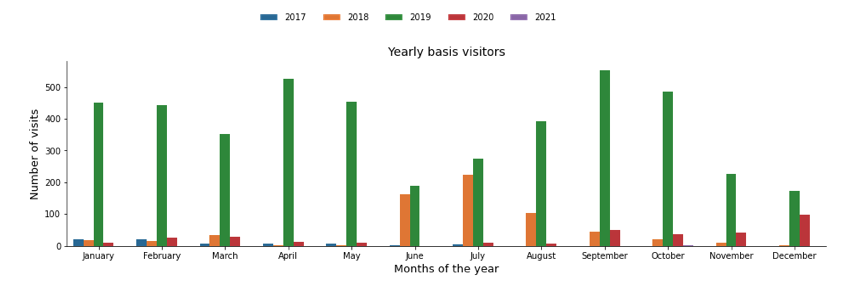 2017 2018 2019 2020 2021
Yearly basis visitors
Number of visits
500
400
300
200
100
0
January February March April May June July August September October November December
Months of the year